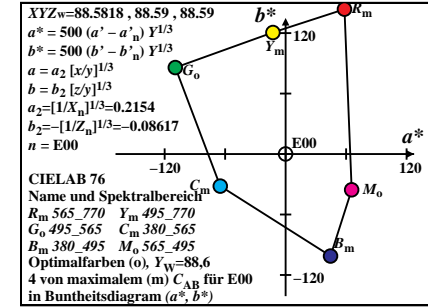 XYZw=88.5818 , 88.59 , 88.59
a* = 500 (a’ – a’n) Y1/3
b* = 500 (b’ – b’n) Y1/3
a = a2 [x/y]1/3
b = b2 [z/y]1/3
a2=[1/Xn]1/3=0.2154
b2=–[1/Zn]1/3=–0.08617
n = E00
CIELAB 76
Name und Spektralbereich
Rm 565_770 Ym 495_770
Go 495_565 Cm 380_565
Bm 380_495 Mo 565_495
Optimalfarben (o), YW=88,6
4 von maximalem (m) CAB für E00
in Buntheitsdiagram (a*, b*)
b*
Rm
120
Ym
Go
E00
a*
–120
120
Cm
Mo
Bm
–120